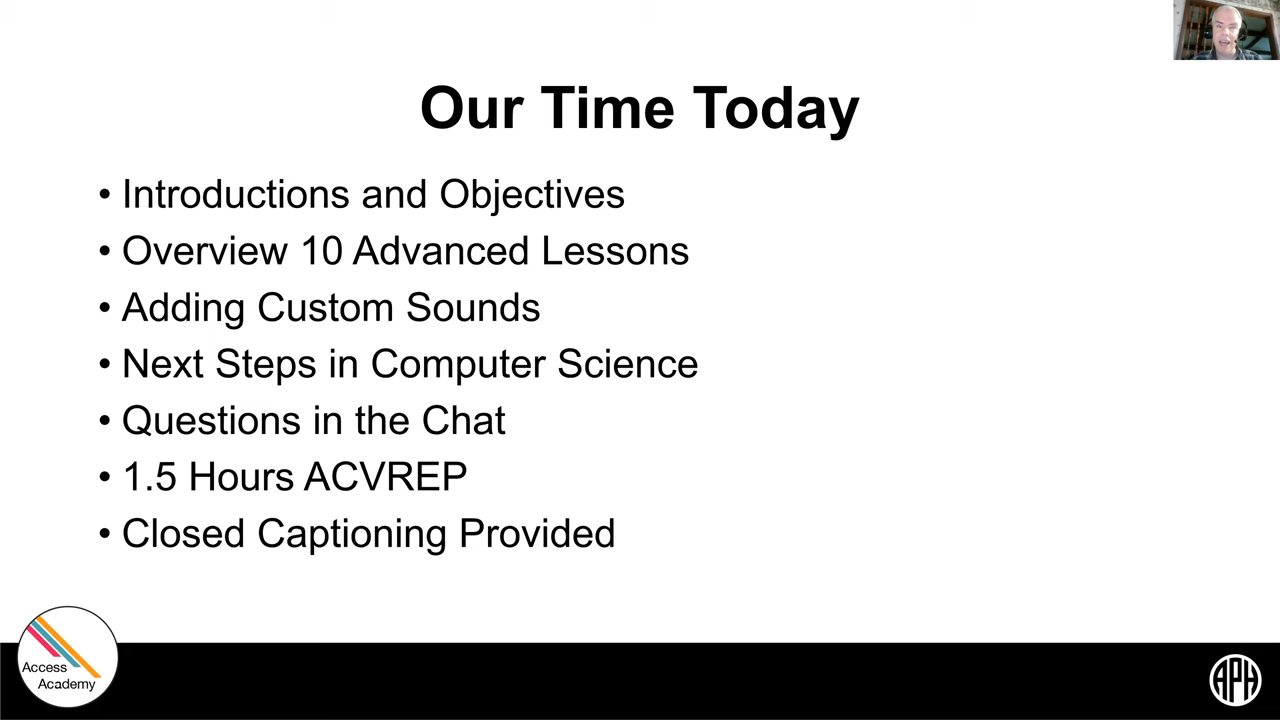 Our Time Today
• Introductions and Objectives
• Overview 10 Advanced Lessons
• Adding Custom Sounds
• Next Steps in Computer Science
• Questions in the Chat
• 1.5 Hours ACVREP
• Closed Captioning Provided
Access
Academy
APH